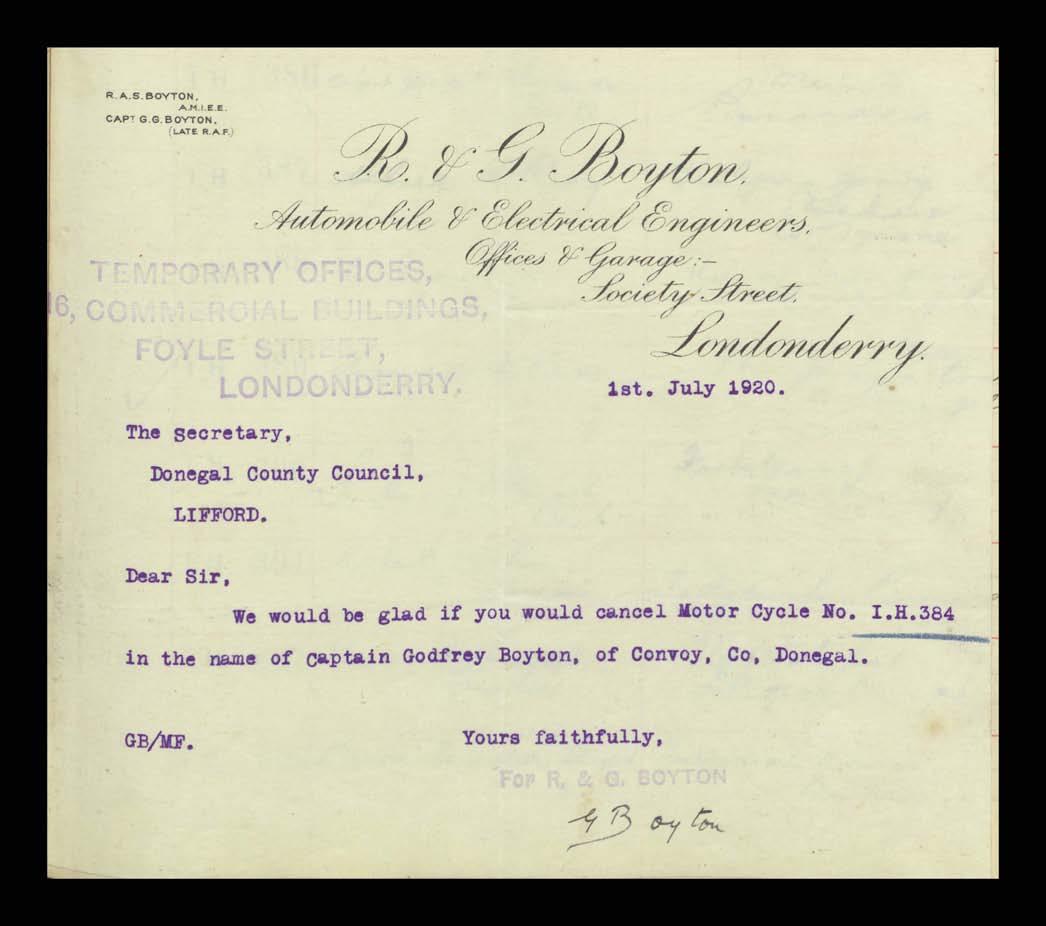 R.A.S. BOYTON,
A.M.I.E.E.
CAPT G.G. BOYTON,
(LATE R.A.F.)
R. & G. Boyton.
Automobile & Electrical Engineers.
Offices & Garage:-
Society Street.
Londonderry.
TEMPORARY OFFICES,
16, COMMERCIAL BUILDINGS,
FOYLE STREET,
LONDONDERRY.
1st. July 1920.
The Secretary,
Donegal County Council,
LIFFORD.
Dear Sir,
We would be glad if you would cancel Motor Cycle No. I.H.384
in the name of Captain Godfrey Boyton, of Convoy, Co, Donegal.
GB/MF.
Yours faithfully,
For R. & G. BOYTON
G Boyton